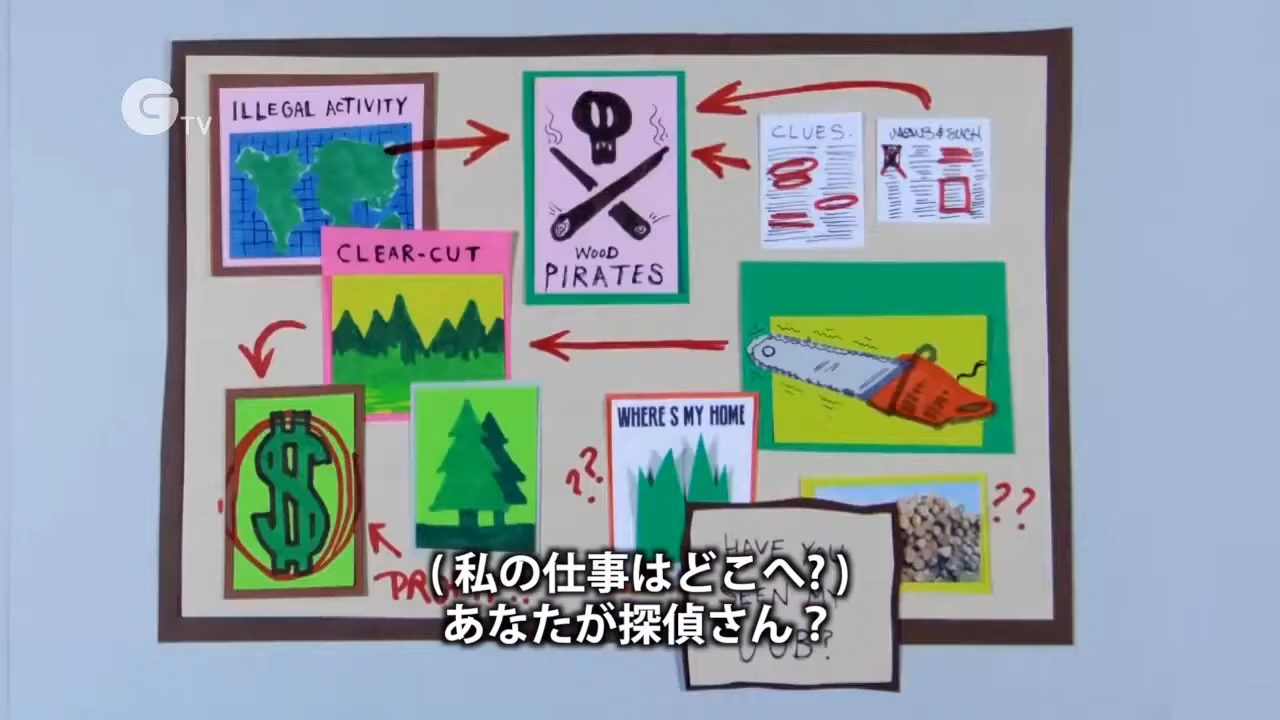 G TV
ILLEGAL ACTIVITY
WOOD
PIRATES
CLUES.
NEWS & SUCH
CLEAR-CUT
WHERE S MY HOME
??
??
HAVE YOU
SEEN MY
JOB?
(私の仕事はどこへ?)
あなたが探偵さん？